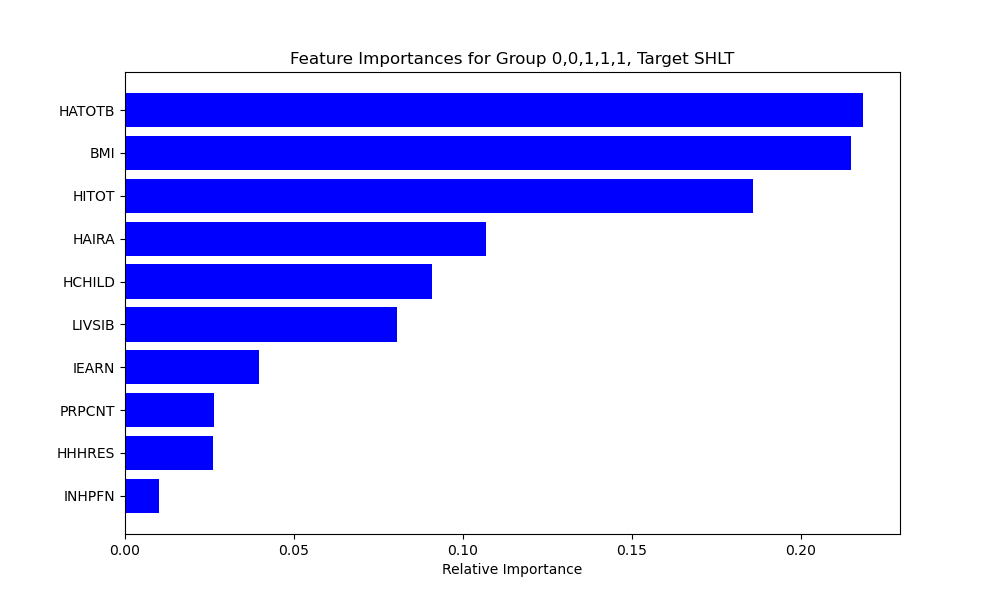 Feature Importances for Group 0,0,1,1,1, Target SHLT
HATOTB
BMI
HITOT
HAIRA
HCHILD
LIVSIB
IEARN
PRPCNT
HHHRES
INHPFN
0.00 0.05 0.10 0.15 0.20
Relative Importance